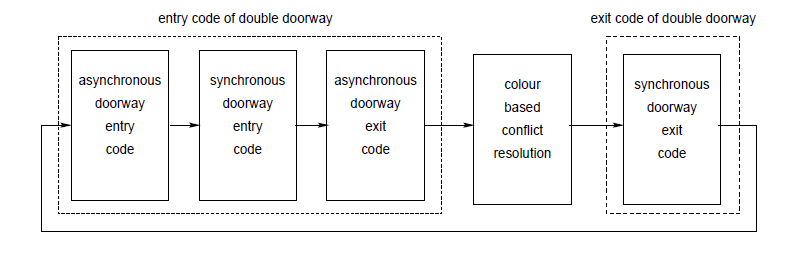 entry code of double doorway
exit code of double doorway
asynchronous
doorway
entry
code
synchronous
doorway
entry
code
asynchronous
doorway
exit
code
colour
based
conflict
resolution
synchronous
doorway
exit
code